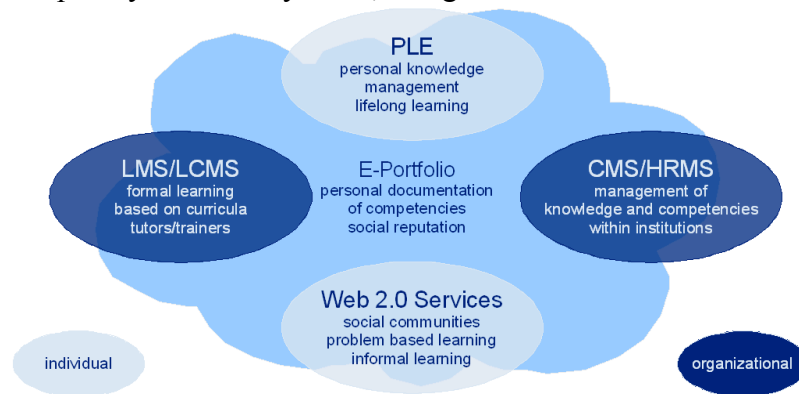 PLE
personal knowledge
management
lifelong learning
LMS/LCMS
formal learning
based on curricula
tutors/trainers
E-Portfolio
personal documentation
of competencies
social reputation
CMS/HRMS
management of
knowledge and competencies
within institutions
Web 2.0 Services
social communities
problem based learning
informal learning
individual
organizational